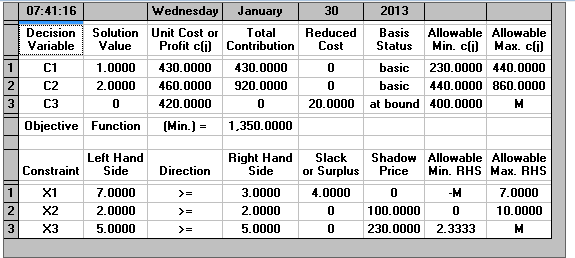 07:41:16 Wednesday January 30 2013
Decision Solution Unit Cost or Total Reduced Basis Allowable Allowable
Variable Value Profit c(j) Contribution Cost Status Min. c(j) Max. c(j)
1 C1 1.0000 430.0000 430.0000 0 basic 230.0000 440.0000
2 C2 2.0000 460.0000 920.0000 0 basic 440.0000 860.0000
3 C3 0 420.0000 0 20.0000 at bound 400.0000 M
Objective Function (Min.) = 1,350.0000
Left Hand Right Hand Slack Shadow Allowable Allowable
Constraint Side Direction Side or Surplus Price Min. RHS Max. RHS
1 X1 7.0000 >= 3.0000 4.0000 0 -M 7.0000
2 X2 2.0000 >= 2.0000 0 100.0000 0 10.0000
3 X3 5.0000 >= 5.0000 0 230.0000 2.3333 M